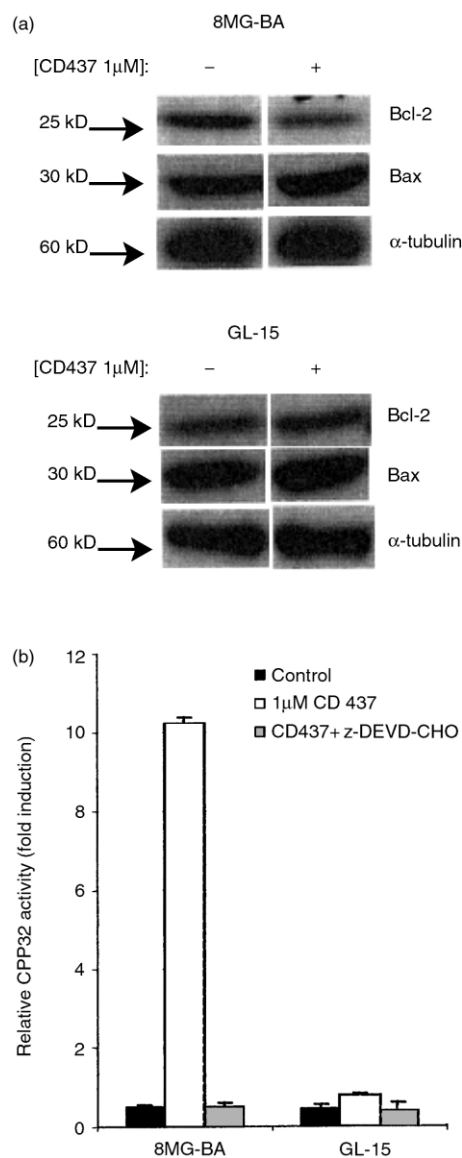 (a)
8MG-BA
[CD437 1μM]: – +
25 kD Bcl-2
30 kD Bax
60 kD α-tubulin
GL-15
[CD437 1μM]: – +
25 kD Bcl-2
30 kD Bax
60 kD α-tubulin
(b)
Relative CPP32 activity (fold induction)
12
10
8
6
4
2
0
Control
1μM CD 437
CD437+ z-DEVD-CHO
8MG-BA GL-15